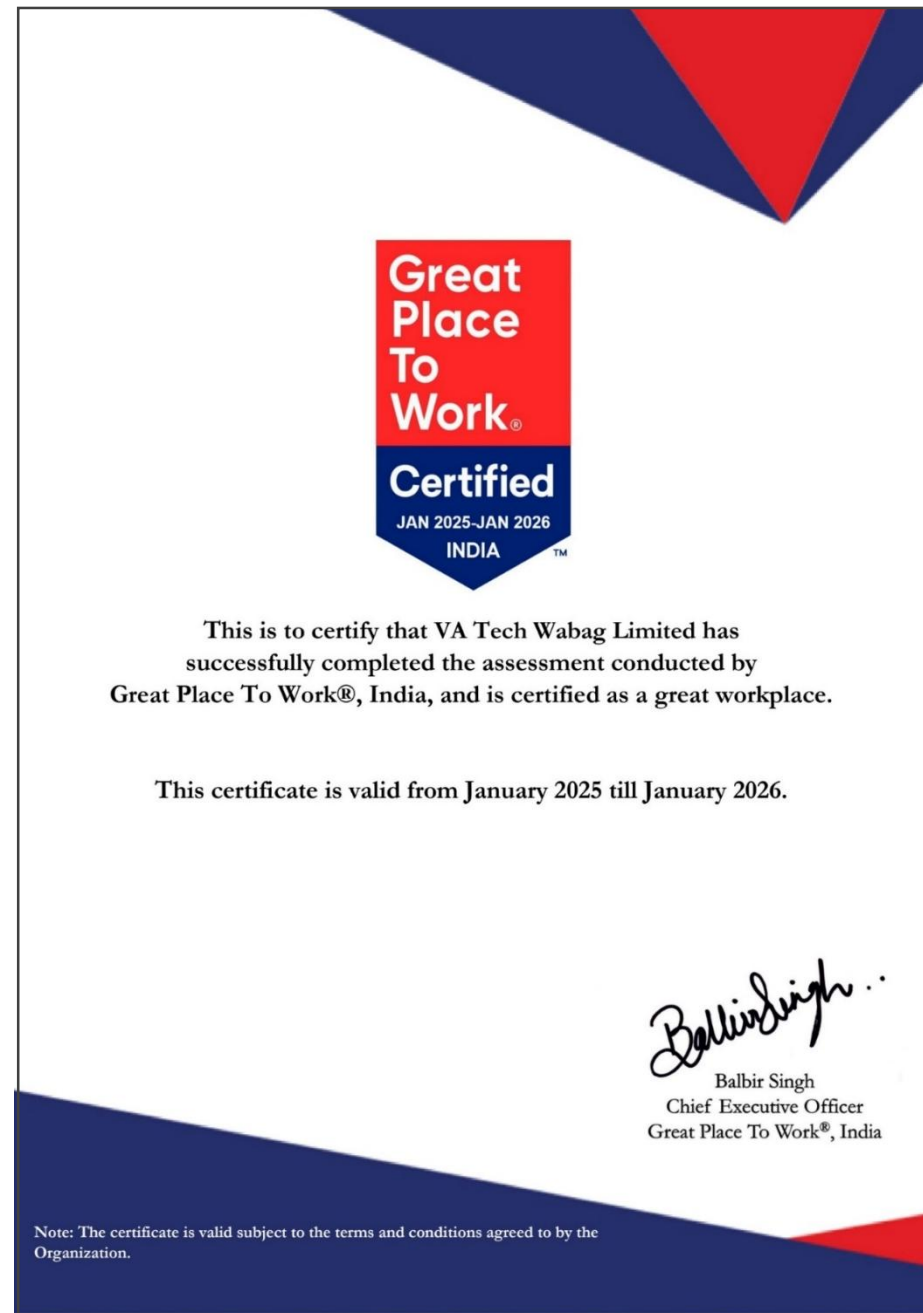 Great
Place
To
Work®
Certified
JAN 2025-JAN 2026
INDIA
TM
This is to certify that VA Tech Wabag Limited has
successfully completed the assessment conducted by
Great Place To Work®, India, and is certified as a great workplace.
This certificate is valid from January 2025 till January 2026.
Balbir Singh..
Balbir Singh
Chief Executive Officer
Great Place To Work®, India
Note: The certificate is valid subject to the terms and conditions agreed to by the
Organization.